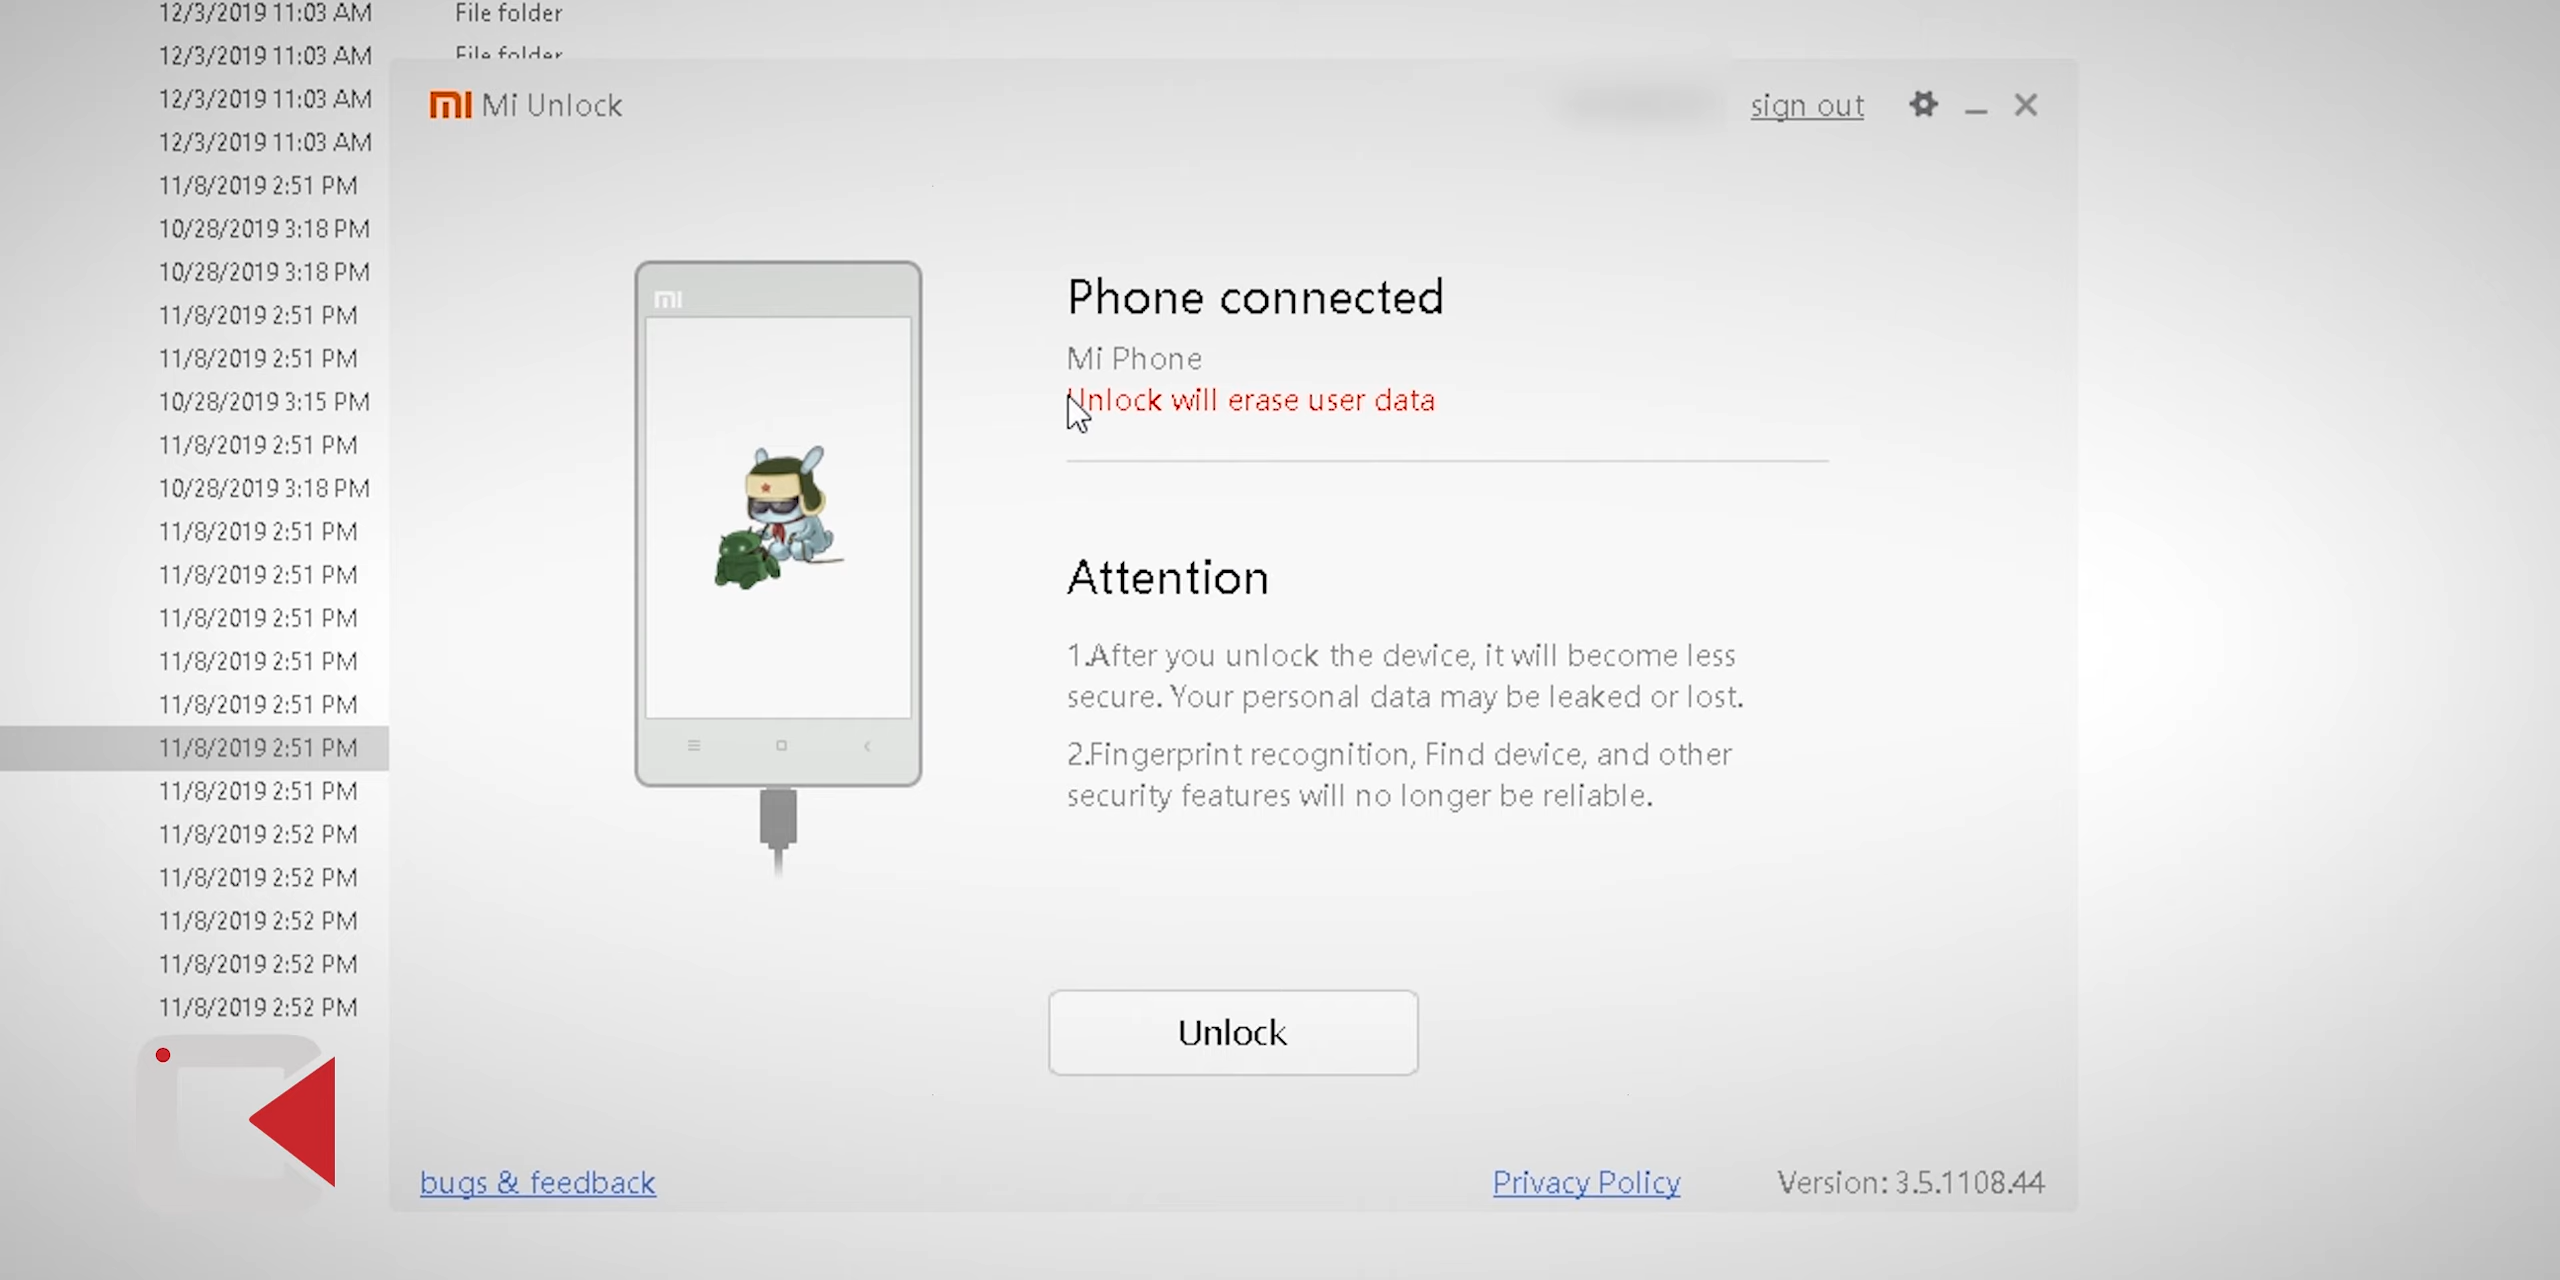 12/3/2019 11:03 AM File folder
12/3/2019 11:03 AM File folder
12/3/2019 11:03 AM
12/3/2019 11:03 AM
11/8/2019 2:51 PM
10/28/2019 3:18 PM
10/28/2019 3:18 PM
11/8/2019 2:51 PM
11/8/2019 2:51 PM
10/28/2019 3:15 PM
11/8/2019 2:51 PM
10/28/2019 3:18 PM
11/8/2019 2:51 PM
11/8/2019 2:51 PM
11/8/2019 2:51 PM
11/8/2019 2:51 PM
11/8/2019 2:51 PM
11/8/2019 2:51 PM
11/8/2019 2:51 PM
11/8/2019 2:52 PM
11/8/2019 2:52 PM
11/8/2019 2:52 PM
11/8/2019 2:52 PM
11/8/2019 2:52 PM
mi Mi Unlock
sign out
mi
Phone connected
Mi Phone
Unlock will erase user data
Attention
1.After you unlock the device, it will become less
secure. Your personal data may be leaked or lost.
2.Fingerprint recognition, Find device, and other
security features will no longer be reliable.
Unlock
bugs & feedback
Privacy Policy
Version: 3.5.1108.44